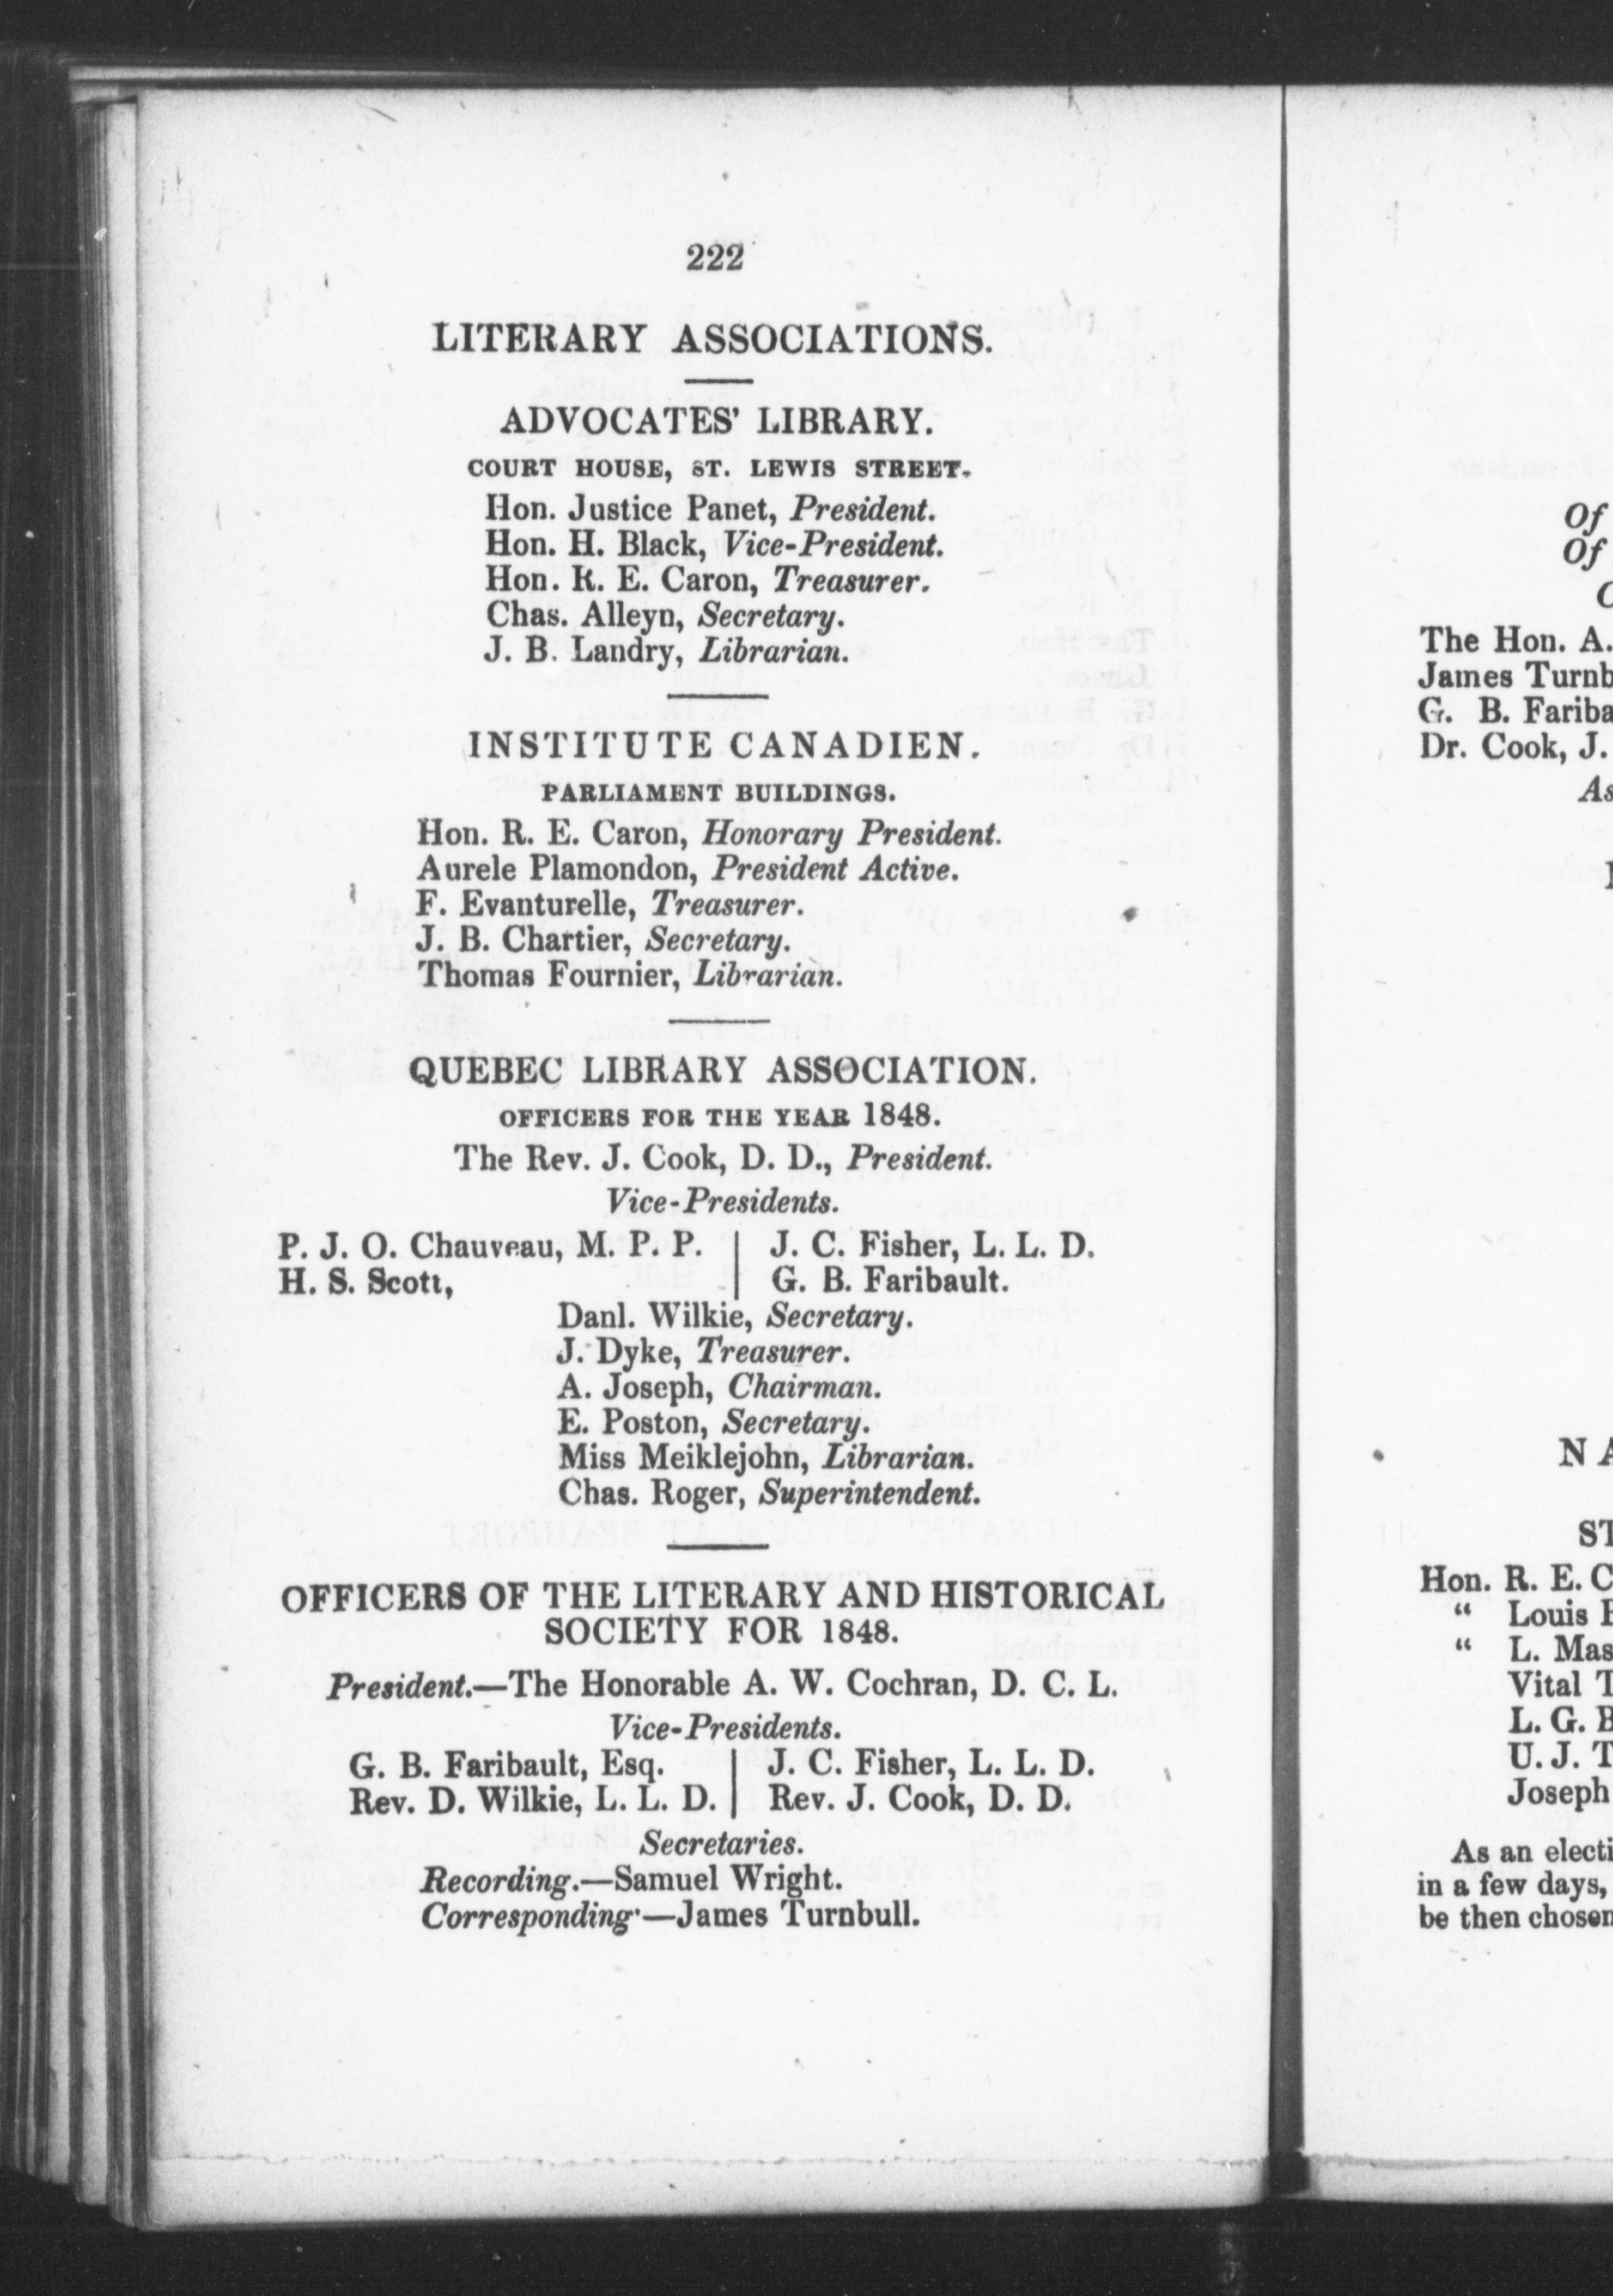 222
LITERARY ASSOCIATIONS.
ADVOCATES' LIBRARY.
COURT HOUSE, ST. LEWIS STREET.
Hon. Justice Panet, President.
Hon. H. Black, Vice-President.
Hon. R. E. Caron, Treasurer.
Chas. Alleyn, Secretary.
J. B. Landry, Librarian.
INSTITUTE CANADIEN.
PARLIAMENT BUILDINGS.
Hon. R. E. Caron, Honorary President.
Aurele Plamondon, President Active.
F. Evanturelle, Treasurer.
J. B. Chartier, Secretary.
Thomas Fournier, Librarian.
QUEBEC LIBRARY ASSOCIATION.
OFFICERS FOR THE YEAR 1848.
The Rev. J. Cook, D. D., President.
Vice-Presidents.
P. J. O. Chauveau, M. P. P. | J. C. Fisher, L. L. D.
H. S. Scott, | G. B. Faribault.
Danl. Wilkie, Secretary.
J. Dyke, Treasurer.
A. Joseph, Chairman.
E. Poston, Secretary.
Miss Meiklejohn, Librarian.
Chas. Roger, Superintendent.
OFFICERS OF THE LITERARY AND HISTORICAL
SOCIETY FOR 1848.
President.—The Honorable A. W. Cochran, D. C. L.
Vice-Presidents.
G. B. Faribault, Esq. | J. C. Fisher, L. L. D.
Rev. D. Wilkie, L. L. D. | Rev. J. Cook, D. D.
Secretaries.
Recording.—Samuel Wright.
Corresponding.—James Turnbull.
Of
Of
The Hon. A.
James Turnb
G. B. Fariba
Dr. Cook, J.
As
NA
ST
Hon. R. E. C
" Louis
" L. Mas
Vital T
L. G. B
U. J. T
Joseph
As an electi
in a few days,
be then chosen